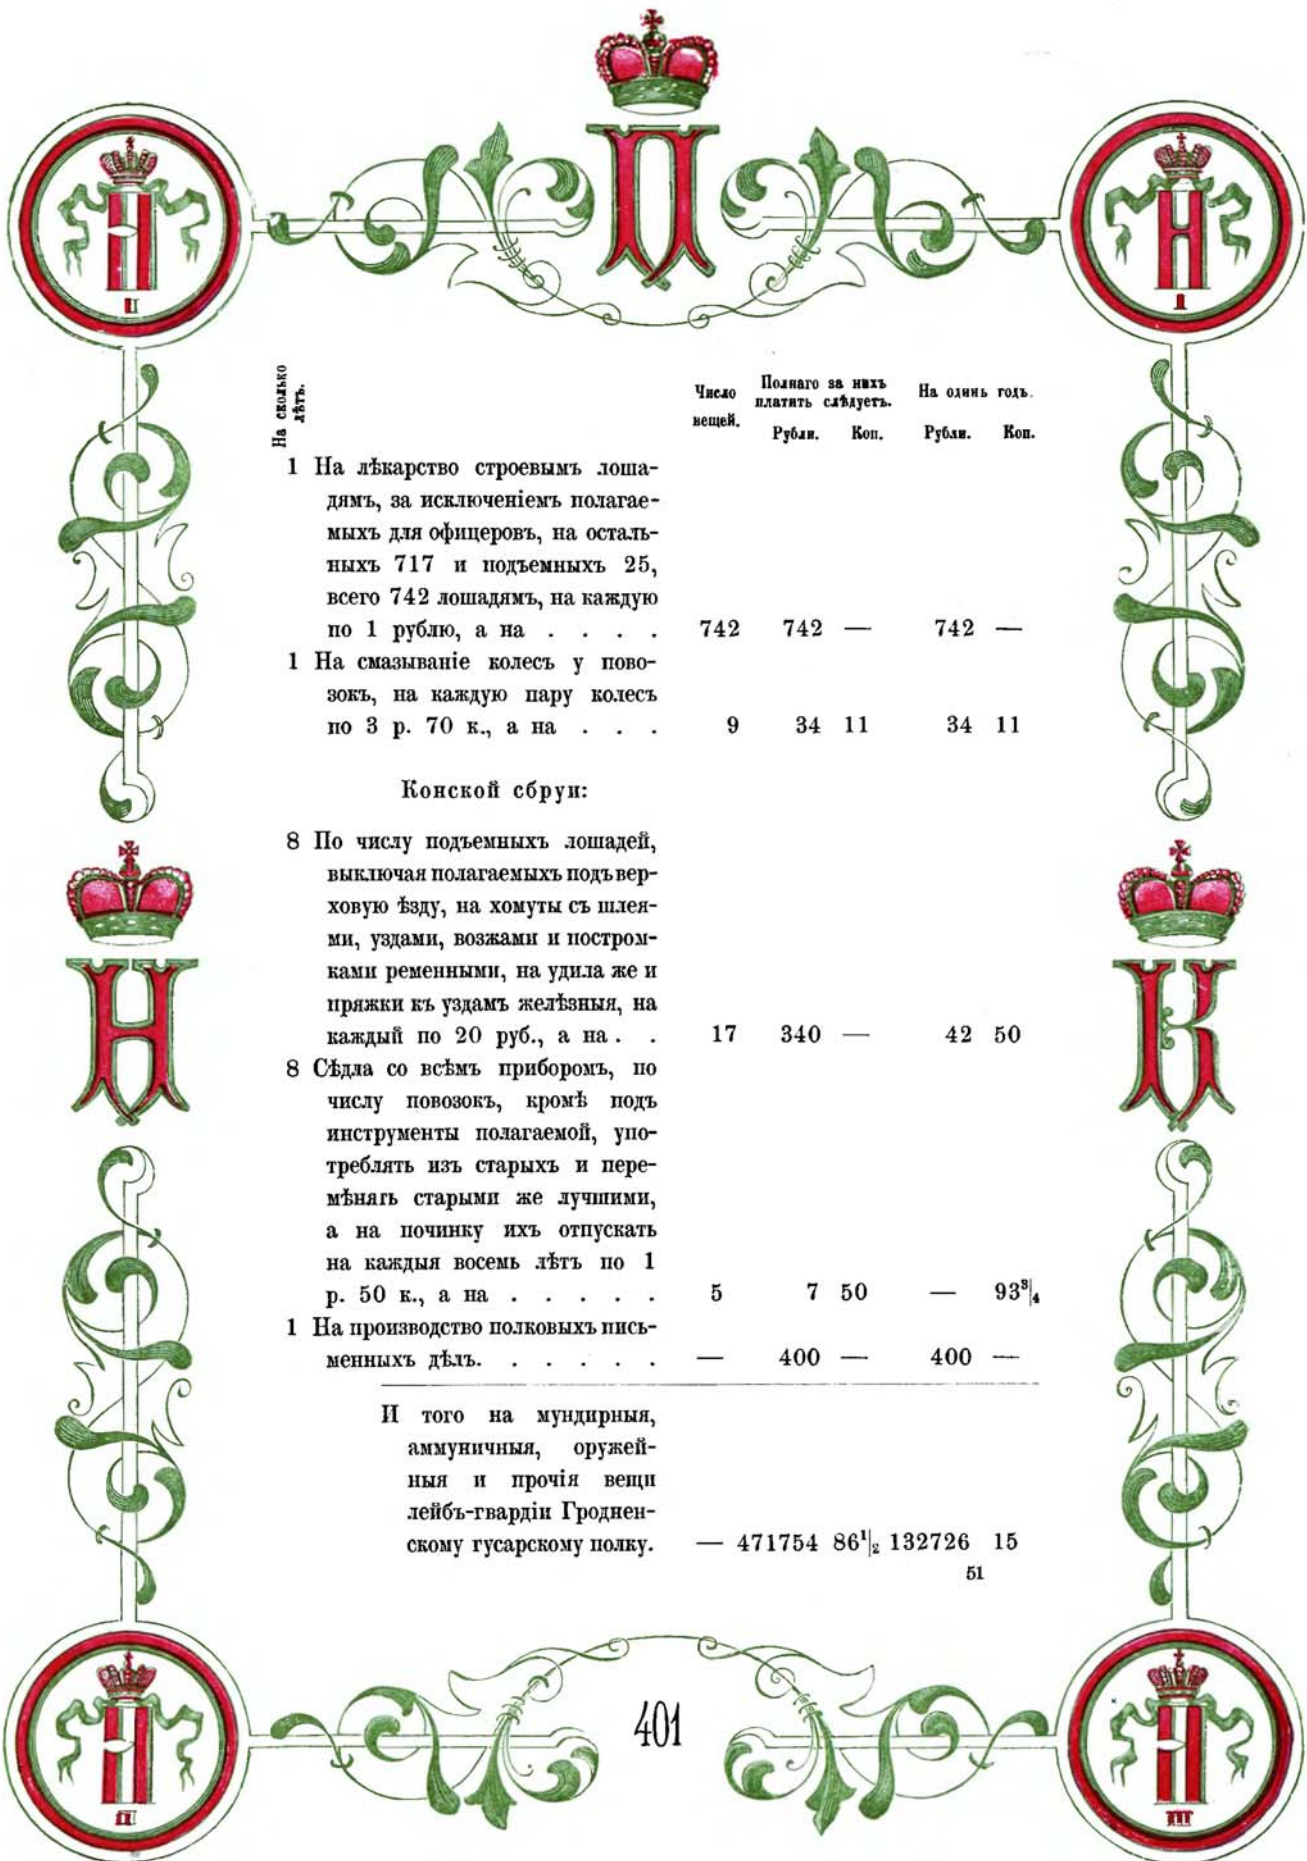 П
II
I
На сколько
лѣтъ.
Число
вещей.
Полнаго за нихъ
платить слѣдуетъ.
На одинъ годъ.
Рубли. Коп. Рубли. Коп.
1 На лѣкарство строевымъ лоша-
дямъ, за исключеніемъ полагае-
мыхъ для офицеровъ, на осталь-
ныхъ 717 и подъемныхъ 25,
всего 742 лошадямъ, на каждую
по 1 рублю, а на . . . . 742 742 — 742 —
1 На смазываніе колесъ у пово-
зокъ, на каждую пару колесъ
по 3 р. 70 к., а на . . . 9 34 11 34 11
Конской сбруи:
8 По числу подъемныхъ лошадей,
выключая полагаемыхъ подъ вер-
ховую ѣзду, на хомуты съ шлея-
ми, уздами, возжами и постром-
ками ременными, на удила же и
пряжки къ уздамъ желѣзныя, на
каждый по 20 руб., а на . . 17 340 — 42 50
8 Сѣдла со всѣмъ приборомъ, по
числу повозокъ, кромѣ подъ
инструменты полагаемой, упо-
треблять изъ старыхъ и пере-
мѣнять старыми же лучшими,
а на починку ихъ отпускать
на каждыя восемь лѣтъ по 1
р. 50 к., а на . . . . . 5 7 50 — 93³|₄
1 На производство полковыхъ пись-
менныхъ дѣлъ. . . . . . — 400 — 400 —
И того на мундирныя,
аммуничныя, оружей-
ныя и прочія вещи
лейбъ-гвардіи Гроднен-
скому гусарскому полку. — 471754 86¹|₂ 132726 15
51
Н
К
401
III